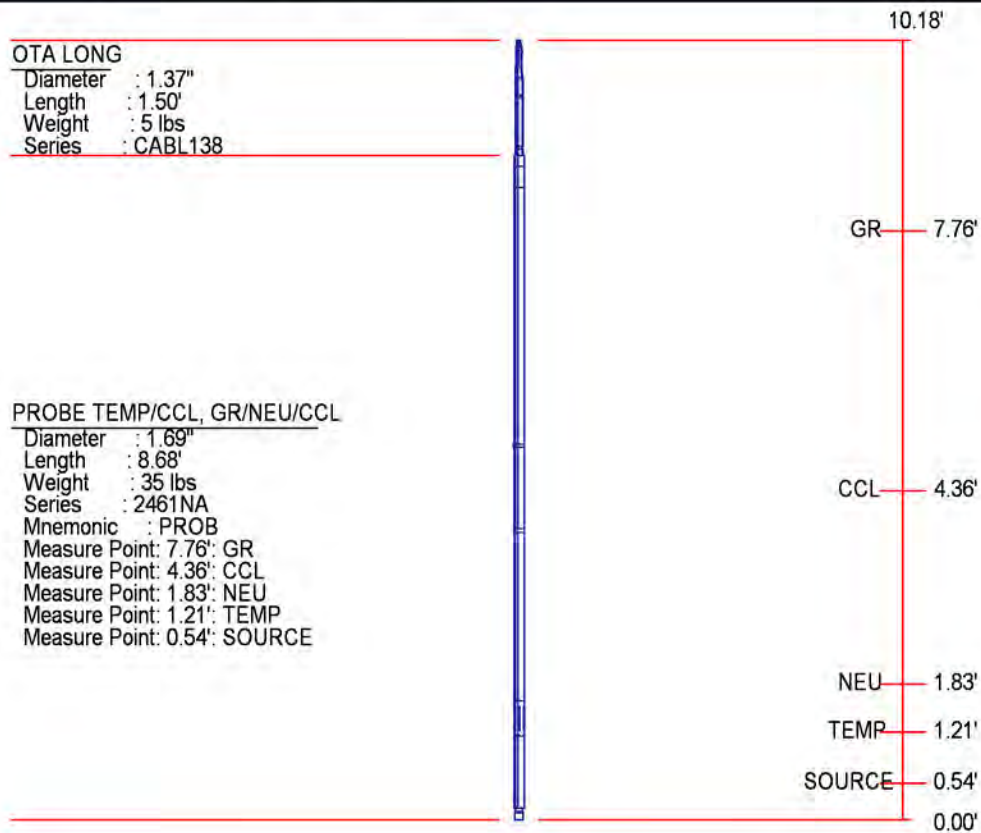 10.18'
OTA LONG
Diameter : 1.37"
Length : 1.50'
Weight : 5 lbs
Series : CABL138
GR 7.76'
PROBE TEMP/CCL, GR/NEU/CCL
Diameter : 1.69"
Length : 8.68'
Weight : 35 lbs
Series : 2461NA
Mnemonic : PROB
Measure Point: 7.76': GR
Measure Point: 4.36': CCL
Measure Point: 1.83': NEU
Measure Point: 1.21': TEMP
Measure Point: 0.54': SOURCE
CCL 4.36'
NEU 1.83'
TEMP 1.21'
SOURCE 0.54'
0.00'